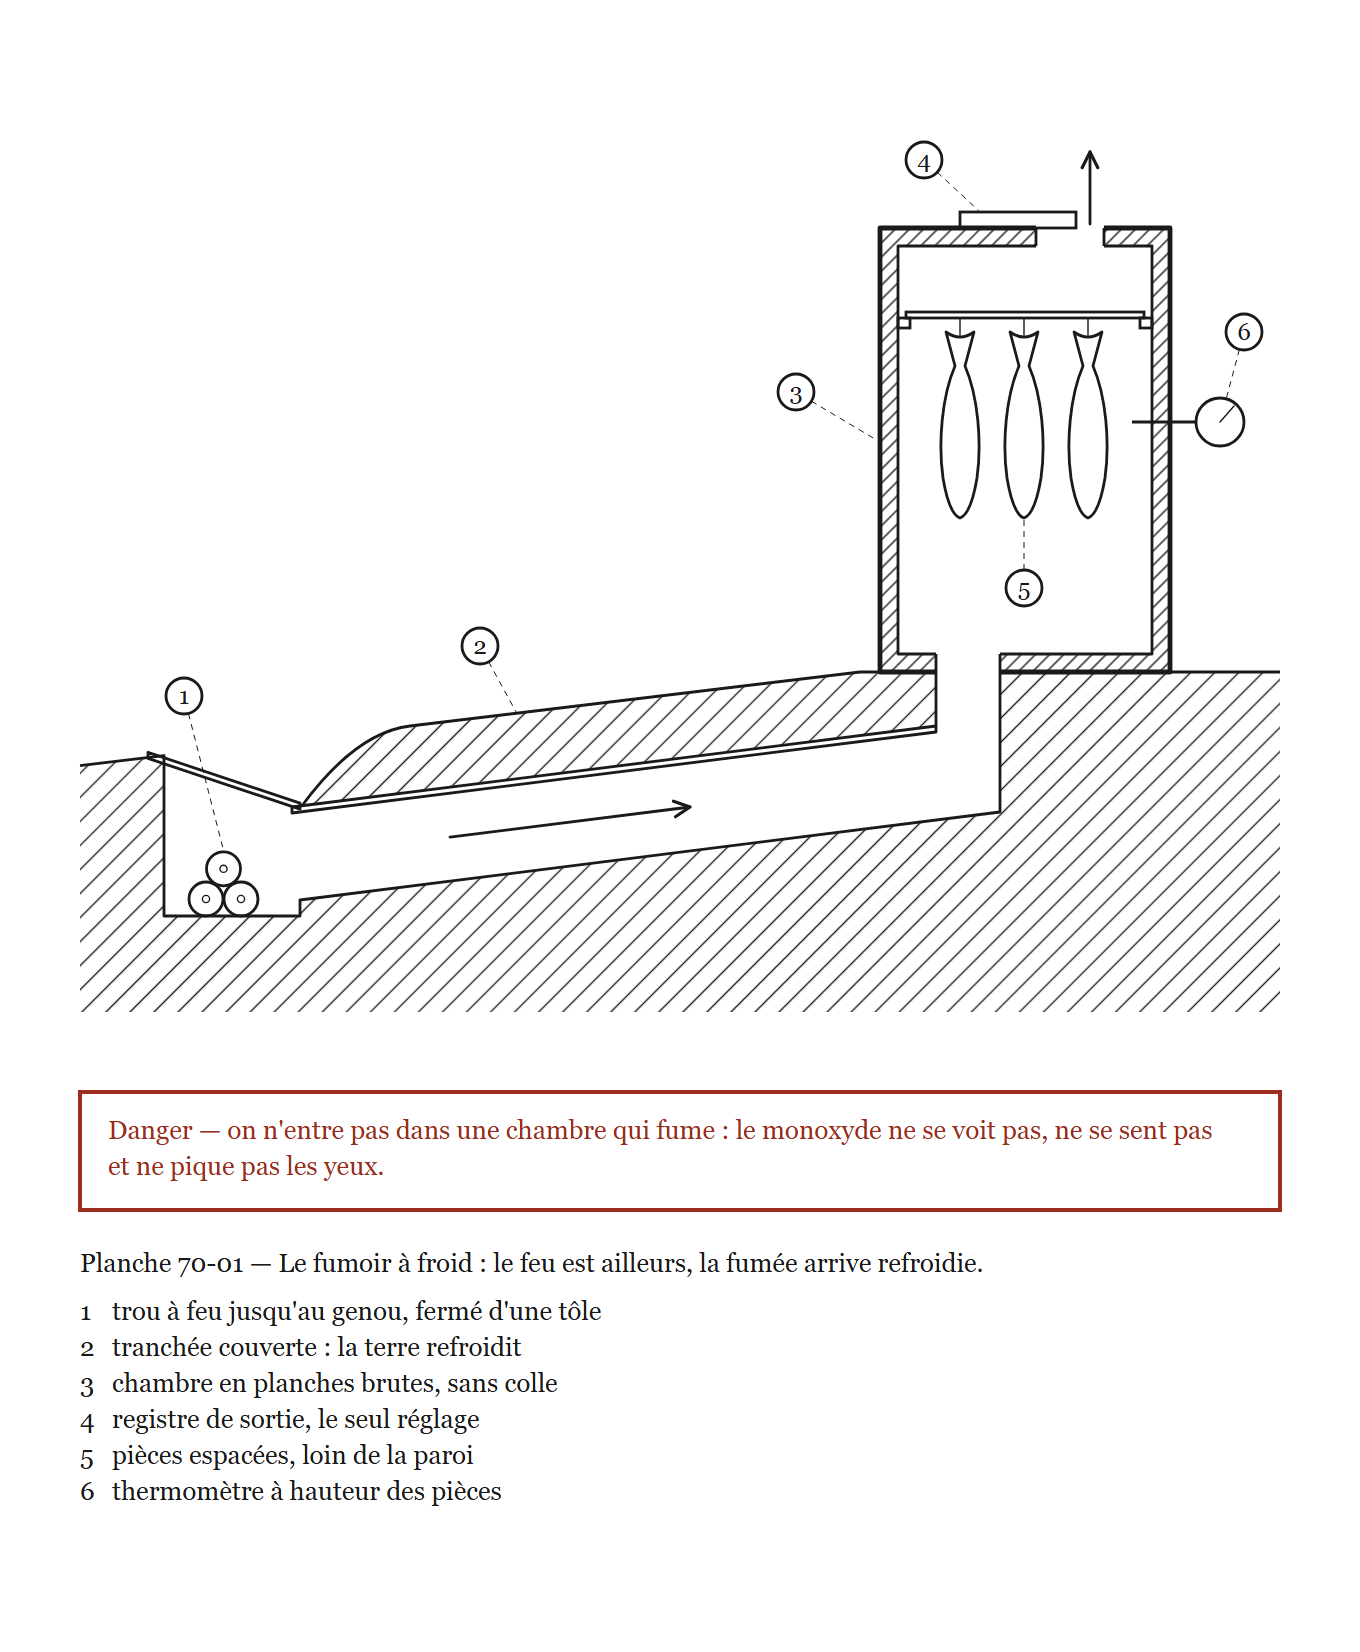 4
6
3
5
2
1
Danger — on n'entre pas dans une chambre qui fume : le monoxyde ne se voit pas, ne se sent pas
et ne pique pas les yeux.
Planche 70-01 — Le fumoir à froid : le feu est ailleurs, la fumée arrive refroidie.
1 trou à feu jusqu'au genou, fermé d'une tôle
2 tranchée couverte : la terre refroidit
3 chambre en planches brutes, sans colle
4 registre de sortie, le seul réglage
5 pièces espacées, loin de la paroi
6 thermomètre à hauteur des pièces